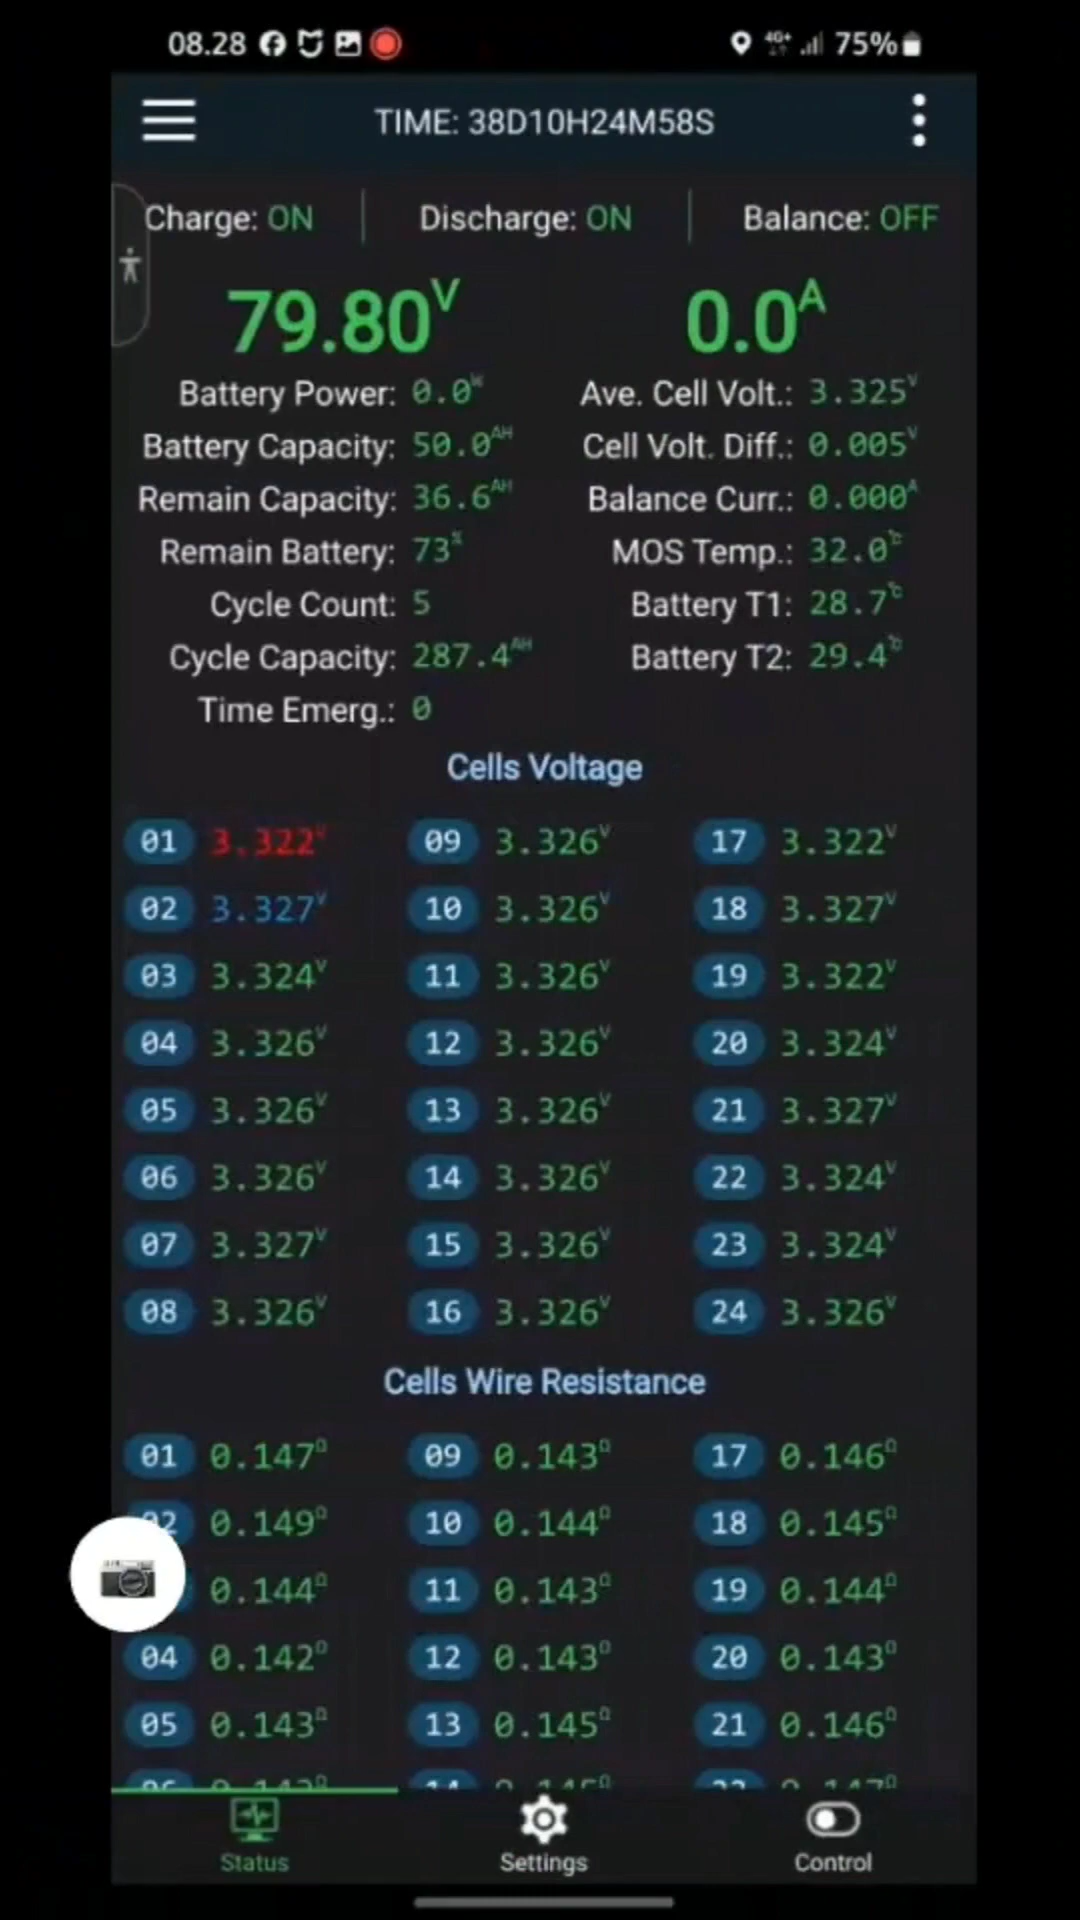 08.28 4G+ 75%
TIME: 38D10H24M58S
Charge: ON Discharge: ON Balance: OFF
79.80V 0.0A
Battery Power: 0.0W Ave. Cell Volt.: 3.325V
Battery Capacity: 50.0AH Cell Volt. Diff.: 0.005V
Remain Capacity: 36.6AH Balance Curr.: 0.000A
Remain Battery: 73% MOS Temp.: 32.0℃
Cycle Count: 5 Battery T1: 28.7℃
Cycle Capacity: 287.4AH Battery T2: 29.4℃
Time Emerg.: 0
Cells Voltage
01 3.322V 09 3.326V 17 3.322V
02 3.327V 10 3.326V 18 3.327V
03 3.324V 11 3.326V 19 3.322V
04 3.326V 12 3.326V 20 3.324V
05 3.326V 13 3.326V 21 3.327V
06 3.326V 14 3.326V 22 3.324V
07 3.327V 15 3.326V 23 3.324V
08 3.326V 16 3.326V 24 3.326V
Cells Wire Resistance
01 0.147Ω 09 0.143Ω 17 0.146Ω
02 0.149Ω 10 0.144Ω 18 0.145Ω
0.144Ω 11 0.143Ω 19 0.144Ω
04 0.142Ω 12 0.143Ω 20 0.143Ω
05 0.143Ω 13 0.145Ω 21 0.146Ω
Status Settings Control